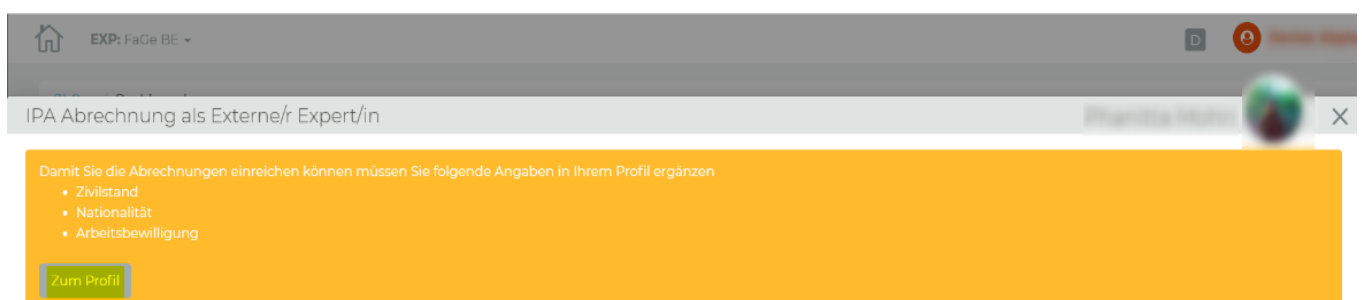 EXP: FaGe BE
D
IPA Abrechnung als Externe/r Expert/in
Damit Sie die Abrechnungen einreichen können müssen Sie folgende Angaben in Ihrem Profil ergänzen
• Zivilstand
• Nationalität
• Arbeitsbewilligung
Zum Profil